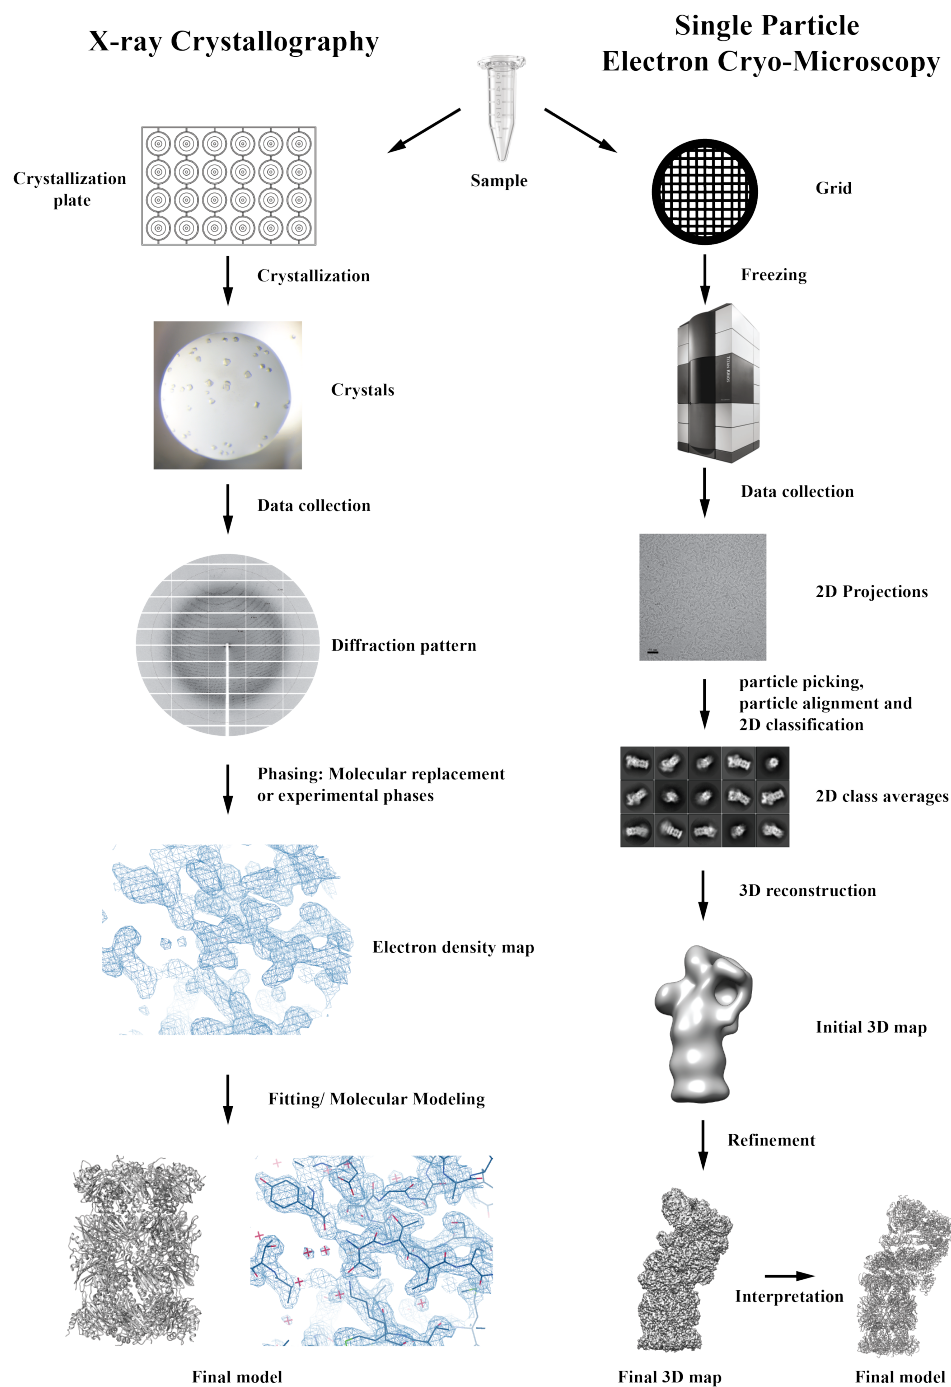 X-ray Crystallography
Single Particle
Electron Cryo-Microscopy
Sample
Crystallization
plate
Grid
Crystallization
Freezing
Crystals
Data collection
Data collection
2D Projections
Diffraction pattern
particle picking,
particle alignment and
2D classification
Phasing: Molecular replacement
or experimental phases
2D class averages
3D reconstruction
Electron density map
Initial 3D map
Fitting/ Molecular Modeling
Refinement
Interpretation
Final model
Final 3D map
Final model